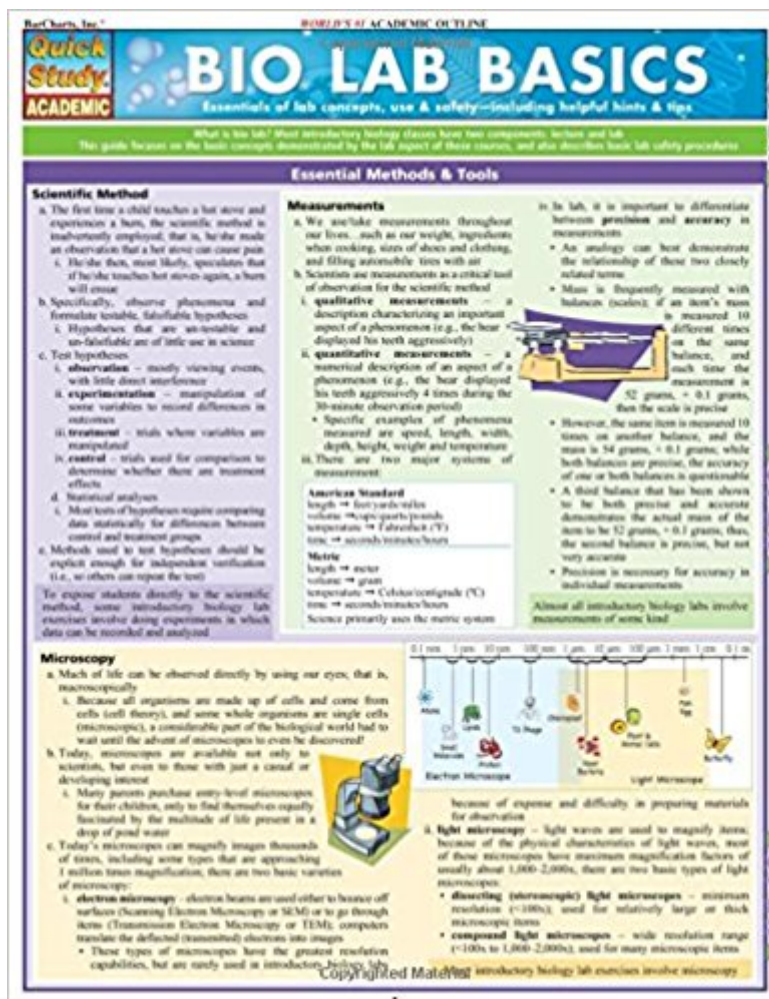 BarCharts, Inc.®
WORLD'S #1 ACADEMIC OUTLINE
Quick
Study
ACADEMIC
BIO LAB BASICS
Essentials of lab concepts, use & safety—including helpful hints & tips
What is bio lab? Most introductory biology classes have two components: lecture and lab
This guide focuses on the basic concepts demonstrated by the lab aspect of these courses, and also describes basic lab safety procedures
Essential Methods & Tools
Scientific Method
a. The first time a child touches a hot stove and
experiences a burn, the scientific method is
inadvertently employed; that is, he/she made
an observation that a hot stove can cause pain
i. He/she then, most likely, speculates that
if he/she touches hot stoves again, a burn
will ensue
b. Specifically, observe phenomena and
formulate testable, falsifiable hypotheses
i. Hypotheses that are un-testable and
un-falsifiable are of little use in science
c. Test hypotheses
i. observation – mostly viewing events,
with little direct interference
ii. experimentation – manipulation of
some variables to record differences in
outcomes
iii. treatment – trials where variables are
manipulated
iv. control – trials used for comparison to
determine whether there are treatment
effects
d. Statistical analyses
i. Most tests of hypotheses require comparing
data statistically for differences between
control and treatment groups
e. Methods used to test hypotheses should be
explicit enough for independent verification
(i.e., so others can repeat the test)
To expose students directly to the scientific
method, some introductory biology lab
exercises involve doing experiments in which
data can be recorded and analyzed
Measurements
a. We use/take measurements throughout
our lives...such as our weight, ingredients
when cooking, sizes of shoes and clothing,
and filling automobile tires with air
b. Scientists use measurements as a critical tool
of observation for the scientific method
i. qualitative measurements – a
description characterizing an important
aspect of a phenomenon (e.g., the bear
displayed his teeth aggressively)
ii. quantitative measurements – a
numerical description of an aspect of a
phenomenon (e.g., the bear displayed
his teeth aggressively 4 times during the
30-minute observation period)
• Specific examples of phenomena
measured are speed, length, width,
depth, height, weight and temperature
iii. There are two major systems of
measurement:
American Standard
length → feet/yards/miles
volume → cups/quarts/pounds
temperature → Fahrenheit (°F)
time → seconds/minutes/hours
Metric
length → meter
volume → gram
temperature → Celsius/centigrade (°C)
time → seconds/minutes/hours
Science primarily uses the metric system
iv. In lab, it is important to differentiate
between precision and accuracy in
measurements
• An analogy can best demonstrate
the relationship of these two closely
related terms
• Mass is frequently measured with
balances (scales); if an item's mass
is measured 10
different times
on the same
balance, and
each time the
measurement is
52 grams, + 0.1 grams,
then the scale is precise
• However, the same item is measured 10
times on another balance, and the
mass is 54 grams, + 0.1 grams; while
both balances are precise, the accuracy
of one or both balances is questionable
• A third balance that has been shown
to be both precise and accurate
demonstrates the actual mass of the
item to be 52 grams, + 0.1 grams; thus,
the second balance is precise, but not
very accurate
• Precision is necessary for accuracy in
individual measurements
Almost all introductory biology labs involve
measurements of some kind
Microscopy
a. Much of life can be observed directly by using our eyes; that is,
macroscopically
i. Because all organisms are made up of cells and come from
cells (cell theory), and some whole organisms are single cells
(microscopic), a considerable part of the biological world had to
wait until the advent of microscopes to even be discovered!
b. Today, microscopes are available not only to
scientists, but even to those with just a casual or
developing interest
i. Many parents purchase entry-level microscopes
for their children, only to find themselves equally
fascinated by the multitude of life present in a
drop of pond water
c. Today's microscopes can magnify images thousands
of times, including some types that are approaching
1 million times magnification; there are two basic varieties
of microscopy:
i. electron microscopy – electron beams are used either to bounce off
surfaces (Scanning Electron Microscopy or SEM) or to go through
items (Transmission Electron Microscopy or TEM); computers
translate the deflected (transmitted) electrons into images
• These types of microscopes have the greatest resolution
capabilities, but are rarely used in introductory biology labs
0.1 nm 1 nm 10 nm 100 nm 1 μm 10 μm 100 μm 1 mm 1 cm 0.1 m
Atoms
Small
Molecules
Lipids
Protein
T4 Phage
Chloroplast
Most
Bacteria
Plant &
Animal Cells
Fish
Egg
Butterfly
Electron Microscope
Light Microscope
because of expense and difficulty in preparing materials
for observation
ii. light microscopy – light waves are used to magnify items;
because of the physical characteristics of light waves, most
of these microscopes have maximum magnification factors of
usually about 1,000-2,000x; there are two basic types of light
microscopes:
• dissecting (stereoscopic) light microscopes – minimum
resolution (<100x); used for relatively large or thick
microscopic items
• compound light microscopes – wide resolution range
(<100x to 1,000-2,000x); used for many microscopic items
Most introductory biology lab exercises involve microscopy
Copyrighted Material